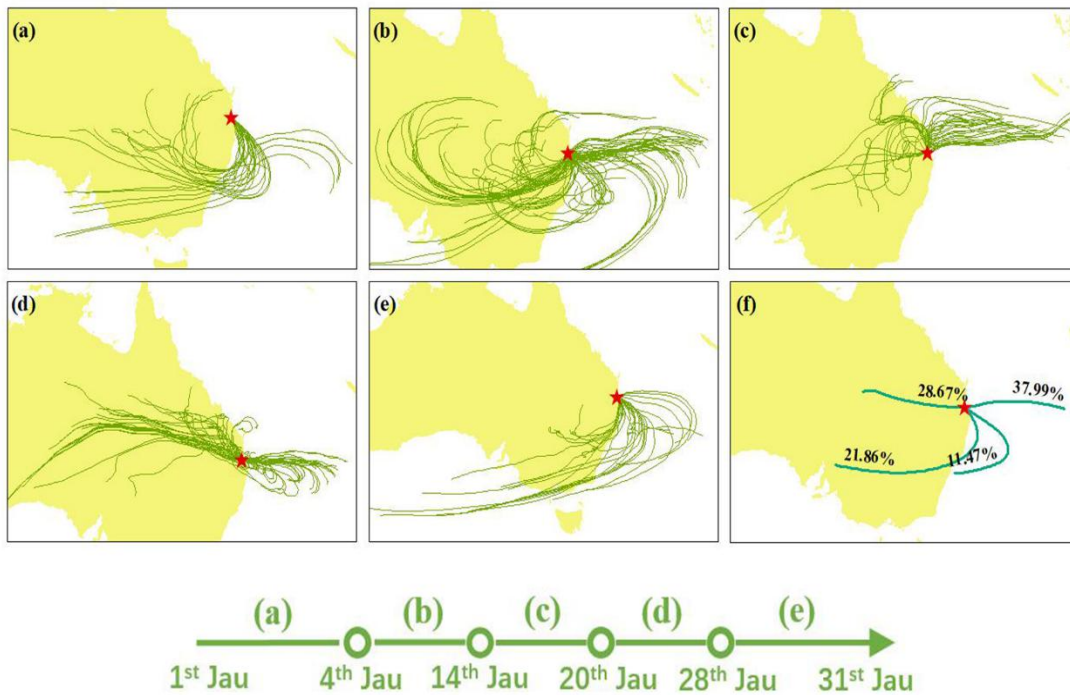 (a)
(b)
(c)
(d)
(e)
(f)
28.67%
37.99%
21.86%
11.47%
(a) (b) (c) (d) (e)
1st Jau 4th Jau 14th Jau 20th Jau 28th Jau 31st Jau